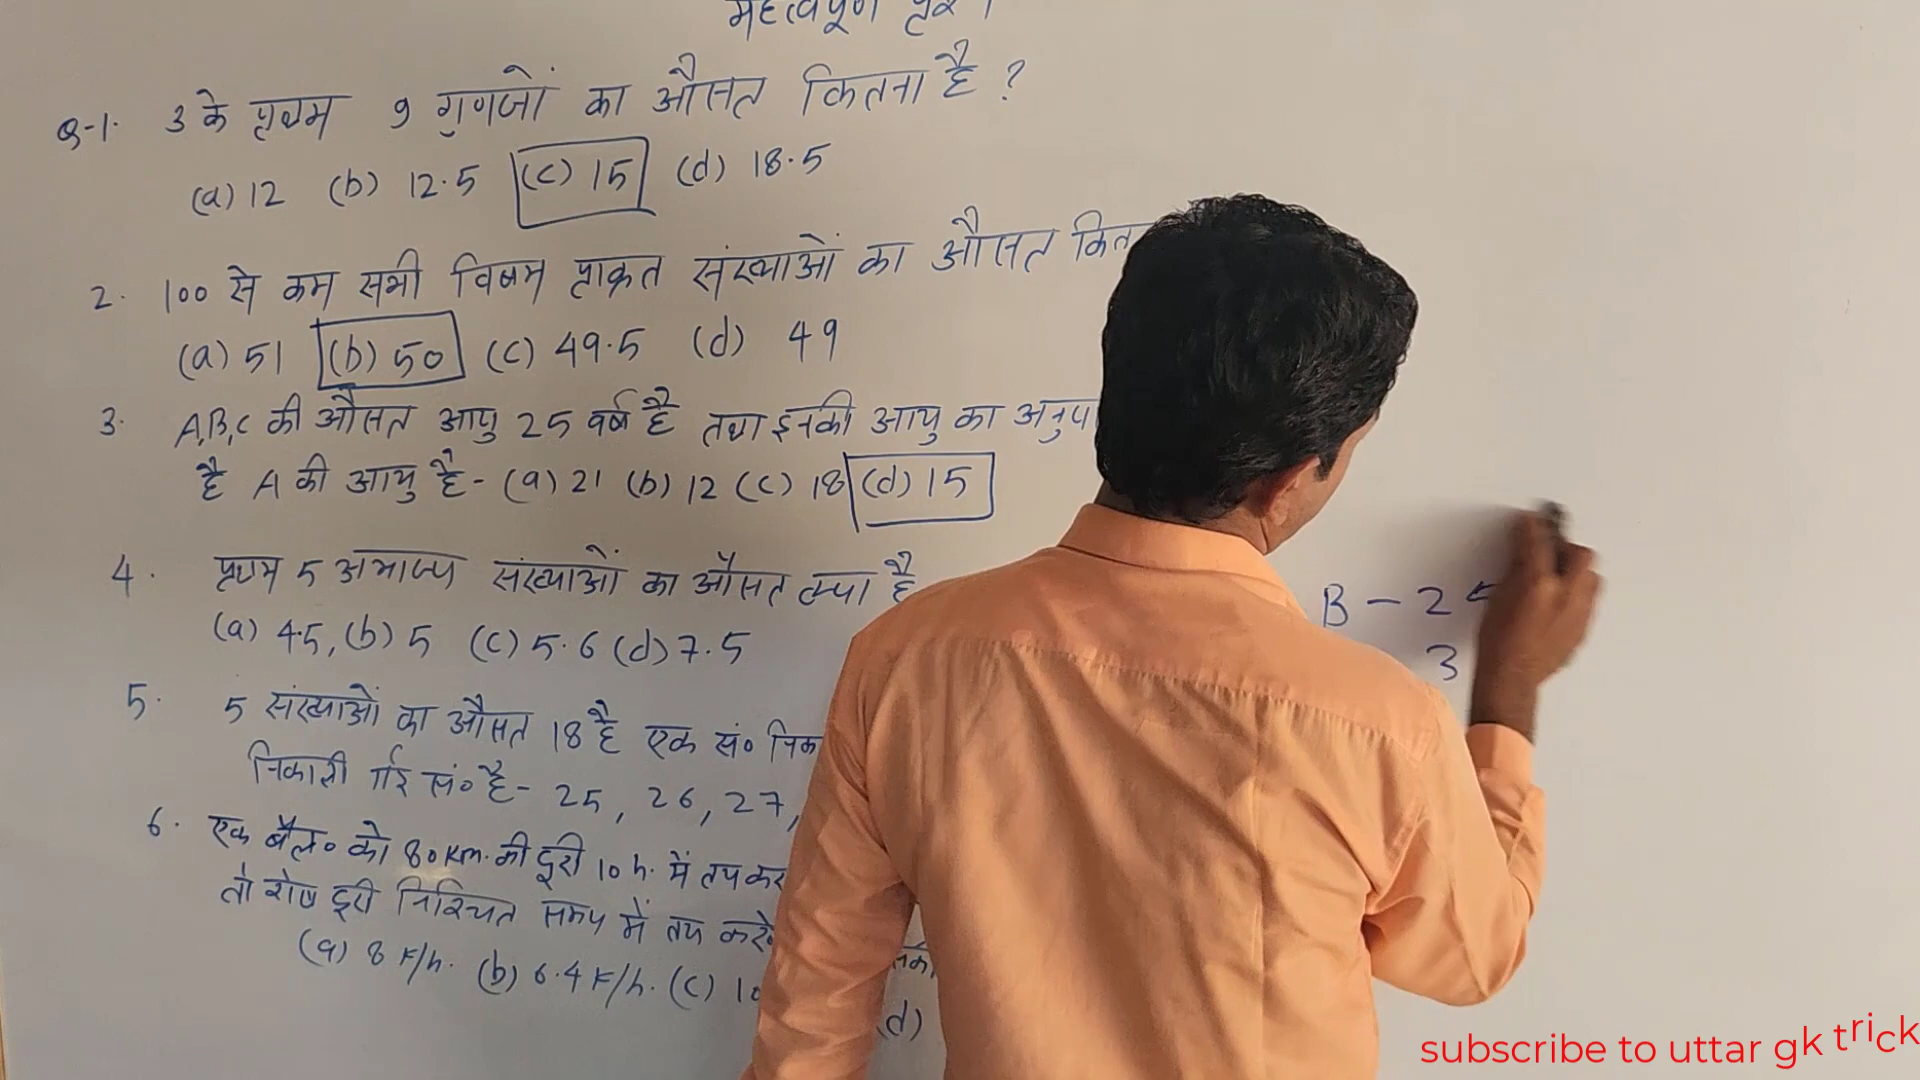 महत्वपूर्ण
Q-1. 3 के प्रथम 9 गुणजों का औसत कितना है ?
(a) 12 (b) 12.5 (c) 15 (d) 18.5
2. 100 से कम सभी विषम प्राकृत संख्याओं का औसत कित
(a) 51 (b) 50 (c) 49.5 (d) 49
3. A,B,C की औसत आयु 25 वर्ष है तथा इनकी आयु का अनुपा
है A की आयु है- (a) 21 (b) 12 (c) 18 (d) 15
4. प्रथम 5 अभाज्य संख्याओं का औसत क्या है
(a) 4.5, (b) 5 (c) 5.6 (d) 7.5
5. 5 संख्याओं का औसत 18 है एक सं० निका
निकाली गई सं० है- 25, 26, 27,
6. एक बैल० को 80 Km. की दूरी 10 h. में तय कर
तो शेष दूरी निश्चित समय में तय करे
(a) 8 K/h. (b) 6.4 K/h. (c) 10
(d)
B - 2
3
subscribe to uttar gk trick